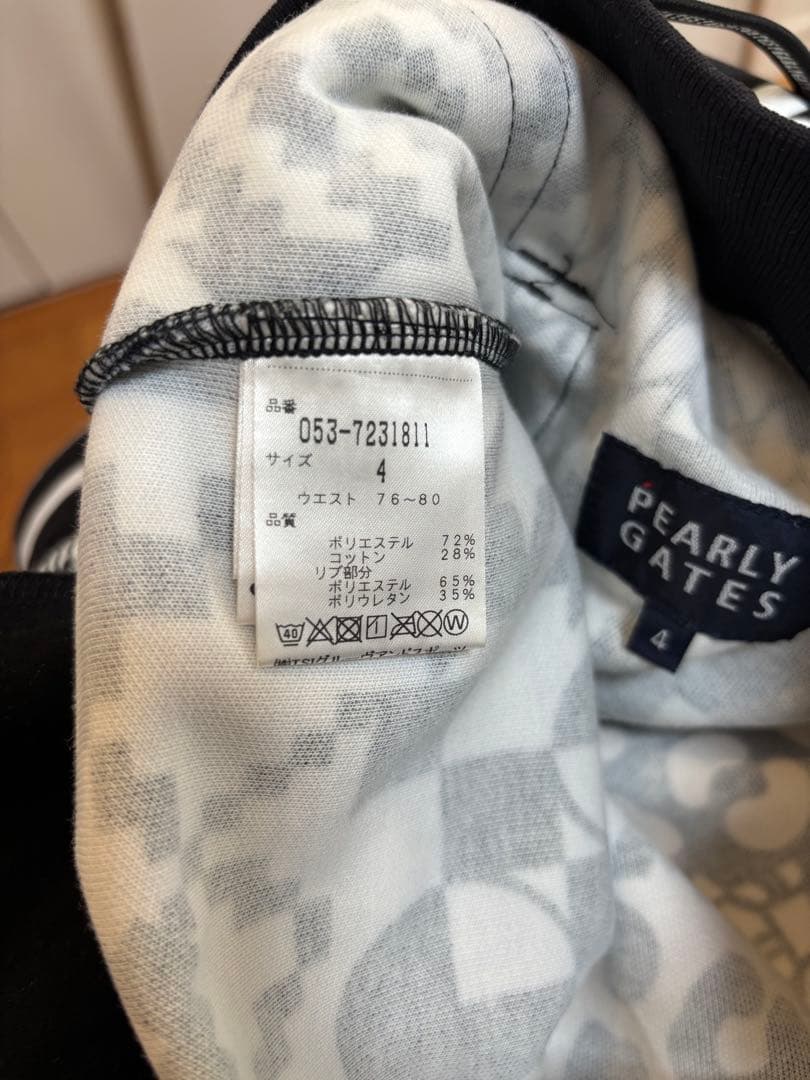 品番
053-7231811
サイズ
4
ウエスト 76～80
品質
ポリエステル 72%
コットン 28%
リブ部分
ポリエステル 65%
ポリウレタン 35%
40
W
PEARLY
GATES
4